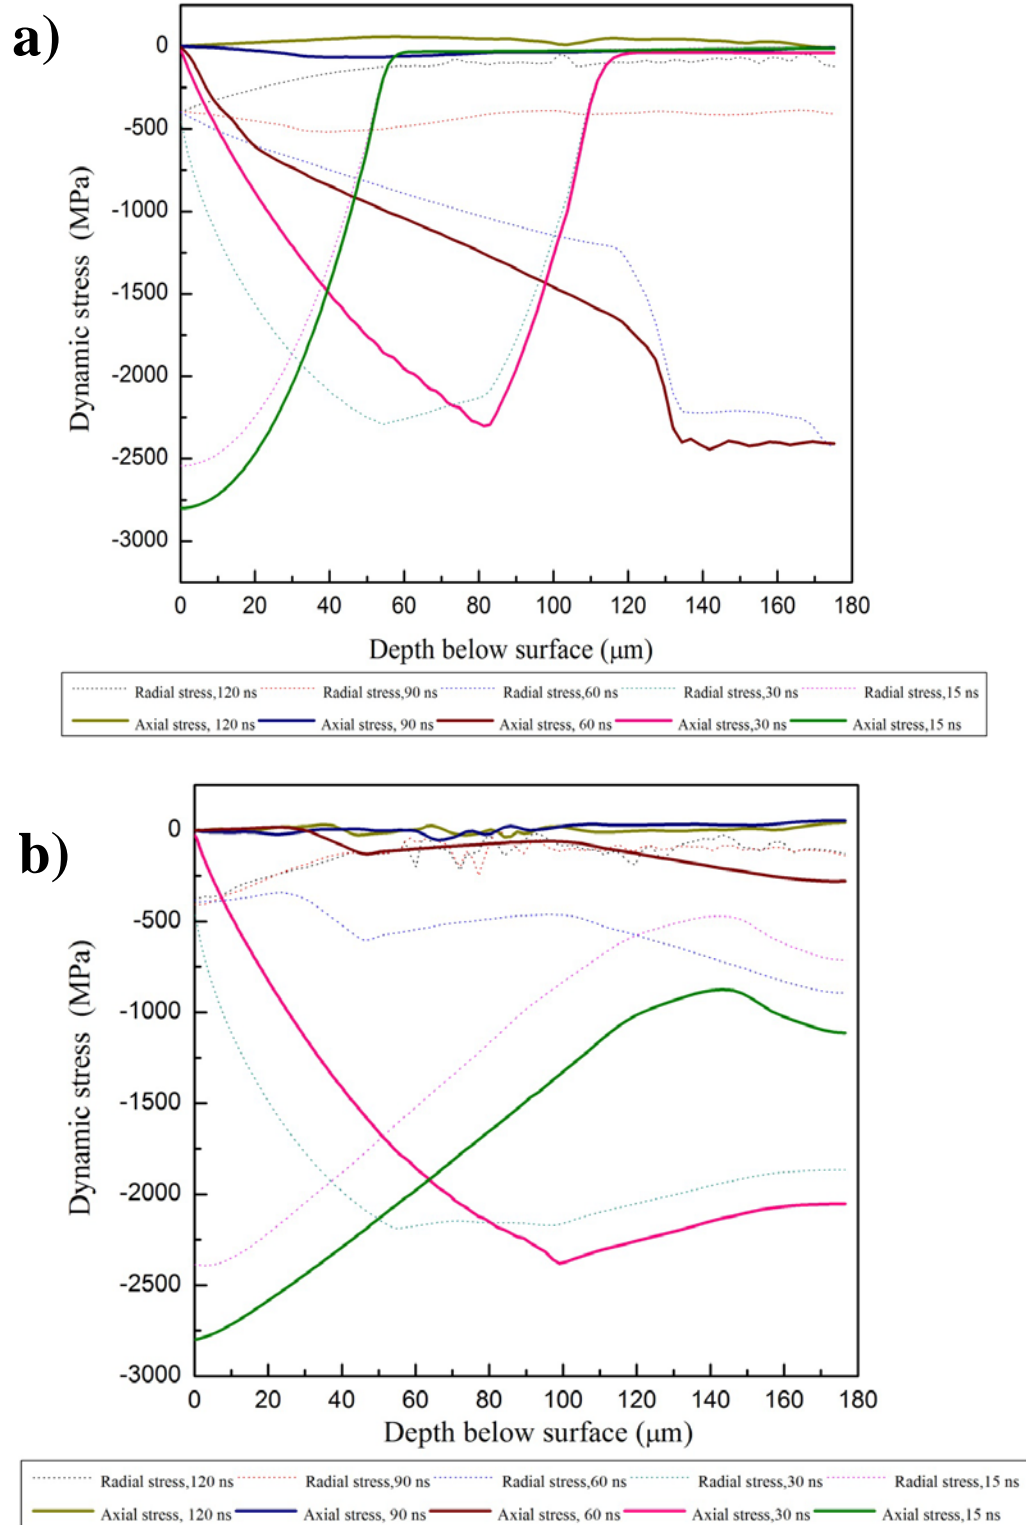 a)
0
-500
-1000
-1500
-2000
-2500
-3000
Dynamic stress (MPa)
0 20 40 60 80 100 120 140 160 180
Depth below surface (μm)
Radial stress,120 ns Radial stress,90 ns Radial stress,60 ns Radial stress,30 ns Radial stress,15 ns
Axial stress, 120 ns Axial stress, 90 ns Axial stress, 60 ns Axial stress,30 ns Axial stress,15 ns
b)
0
-500
-1000
-1500
-2000
-2500
-3000
Dynamic stress (MPa)
0 20 40 60 80 100 120 140 160 180
Depth below surface (μm)
Radial stress,120 ns Radial stress,90 ns Radial stress,60 ns Radial stress,30 ns Radial stress,15 ns
Axial stress, 120 ns Axial stress, 90 ns Axial stress, 60 ns Axial stress,30 ns Axial stress,15 ns